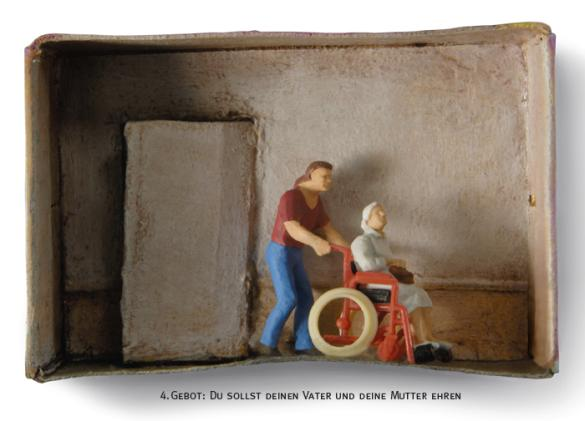 4. Gebot: Du sollst deinen Vater und deine Mutter ehren